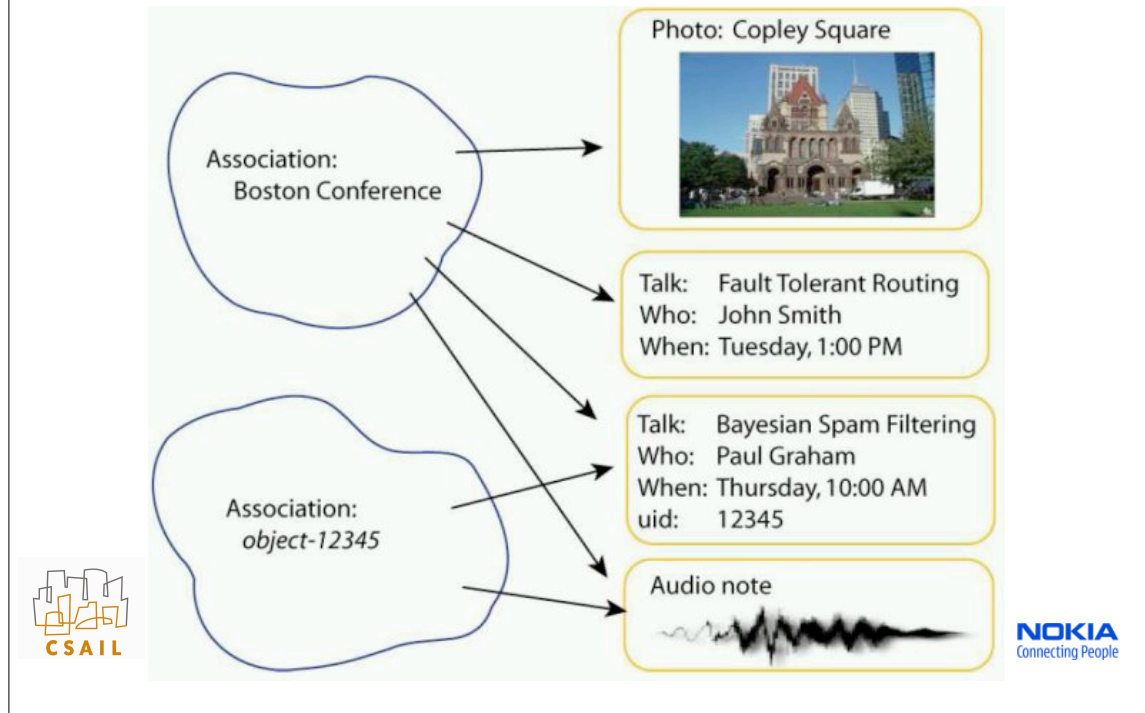 Association:
Boston Conference
Association:
object-12345
Photo: Copley Square
Talk: Fault Tolerant Routing
Who: John Smith
When: Tuesday, 1:00 PM
Talk: Bayesian Spam Filtering
Who: Paul Graham
When: Thursday, 10:00 AM
uid: 12345
Audio note
CSAIL
NOKIA
Connecting People